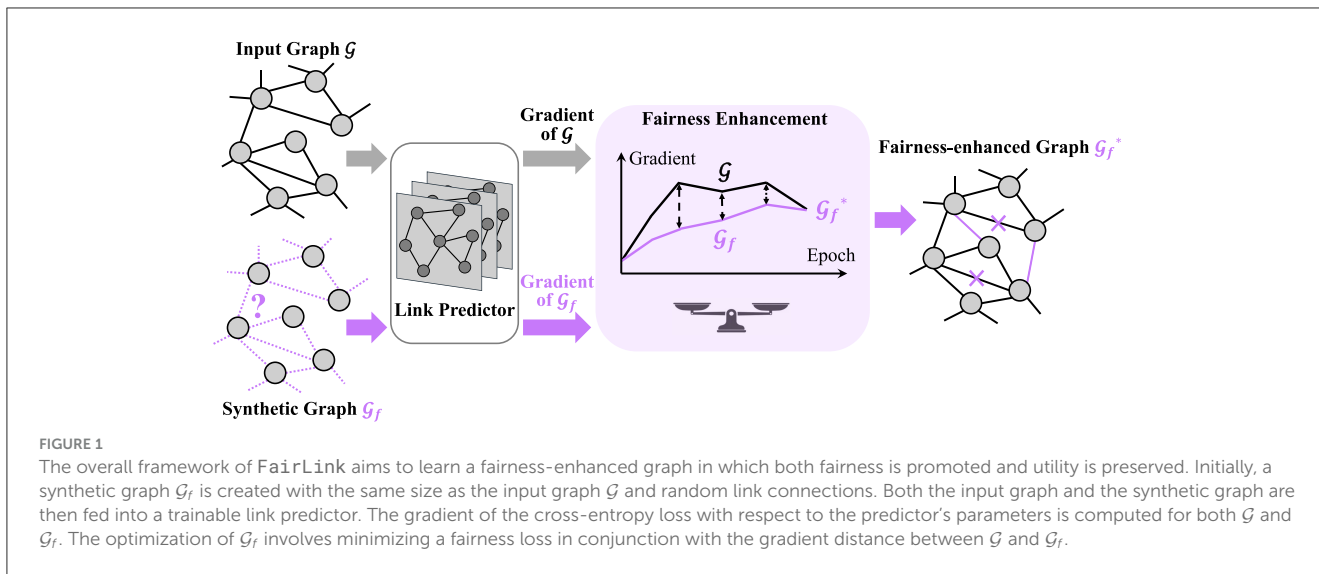 Input Graph 𝒢
Gradient
of 𝒢
Fairness Enhancement
Gradient
𝒢
𝒢f*
𝒢f
Epoch
Fairness-enhanced Graph 𝒢f*
Link Predictor
Gradient
of 𝒢f
?
Synthetic Graph 𝒢f
FIGURE 1
The overall framework of FairLink aims to learn a fairness-enhanced graph in which both fairness is promoted and utility is preserved. Initially, a
synthetic graph 𝒢f is created with the same size as the input graph 𝒢 and random link connections. Both the input graph and the synthetic graph are
then fed into a trainable link predictor. The gradient of the cross-entropy loss with respect to the predictor's parameters is computed for both 𝒢 and
𝒢f. The optimization of 𝒢f involves minimizing a fairness loss in conjunction with the gradient distance between 𝒢 and 𝒢f.